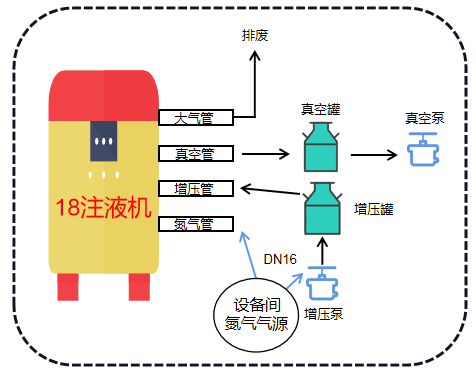 排废
大气管
真空罐
真空泵
真空管
增压管
18注液机
增压罐
氮气管
DN16
设备间
氮气气源
增压泵